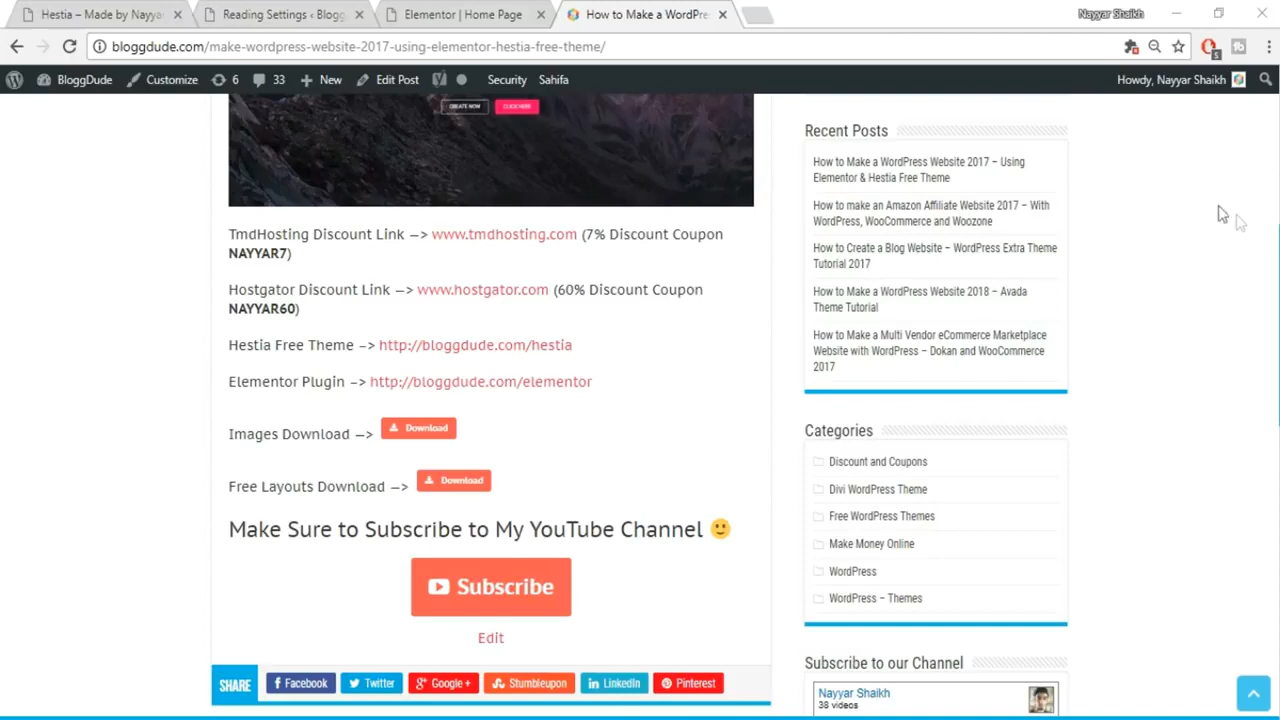 Hestia – Made by Nayya
Reading Settings ‹ Blogg
Elementor | Home Page
How to Make a WordPre
Nayyar Shaikh
bloggdude.com/make-wordpress-website-2017-using-elementor-hestia-free-theme/
5
BloggDude
Customize
6
33
New
Edit Post
Security
Sahifa
Howdy, Nayyar Shaikh
CREATE NOW
CLICK HERE
TmdHosting Discount Link —> www.tmdhosting.com (7% Discount Coupon
NAYYAR7)
Hostgator Discount Link —> www.hostgator.com (60% Discount Coupon
NAYYAR60)
Hestia Free Theme –> http://bloggdude.com/hestia
Elementor Plugin –> http://bloggdude.com/elementor
Images Download —> Download
Free Layouts Download —> Download
Make Sure to Subscribe to My YouTube Channel 🙂
Subscribe
Edit
SHARE
Facebook
Twitter
Google +
Stumbleupon
LinkedIn
Pinterest
Recent Posts
How to Make a WordPress Website 2017 – Using
Elementor & Hestia Free Theme
How to make an Amazon Affiliate Website 2017 – With
WordPress, WooCommerce and Woozone
How to Create a Blog Website – WordPress Extra Theme
Tutorial 2017
How to Make a WordPress Website 2018 – Avada
Theme Tutorial
How to Make a Multi Vendor eCommerce Marketplace
Website with WordPress – Dokan and WooCommerce
2017
Categories
Discount and Coupons
Divi WordPress Theme
Free WordPress Themes
Make Money Online
WordPress
WordPress – Themes
Subscribe to our Channel
Nayyar Shaikh
38 videos